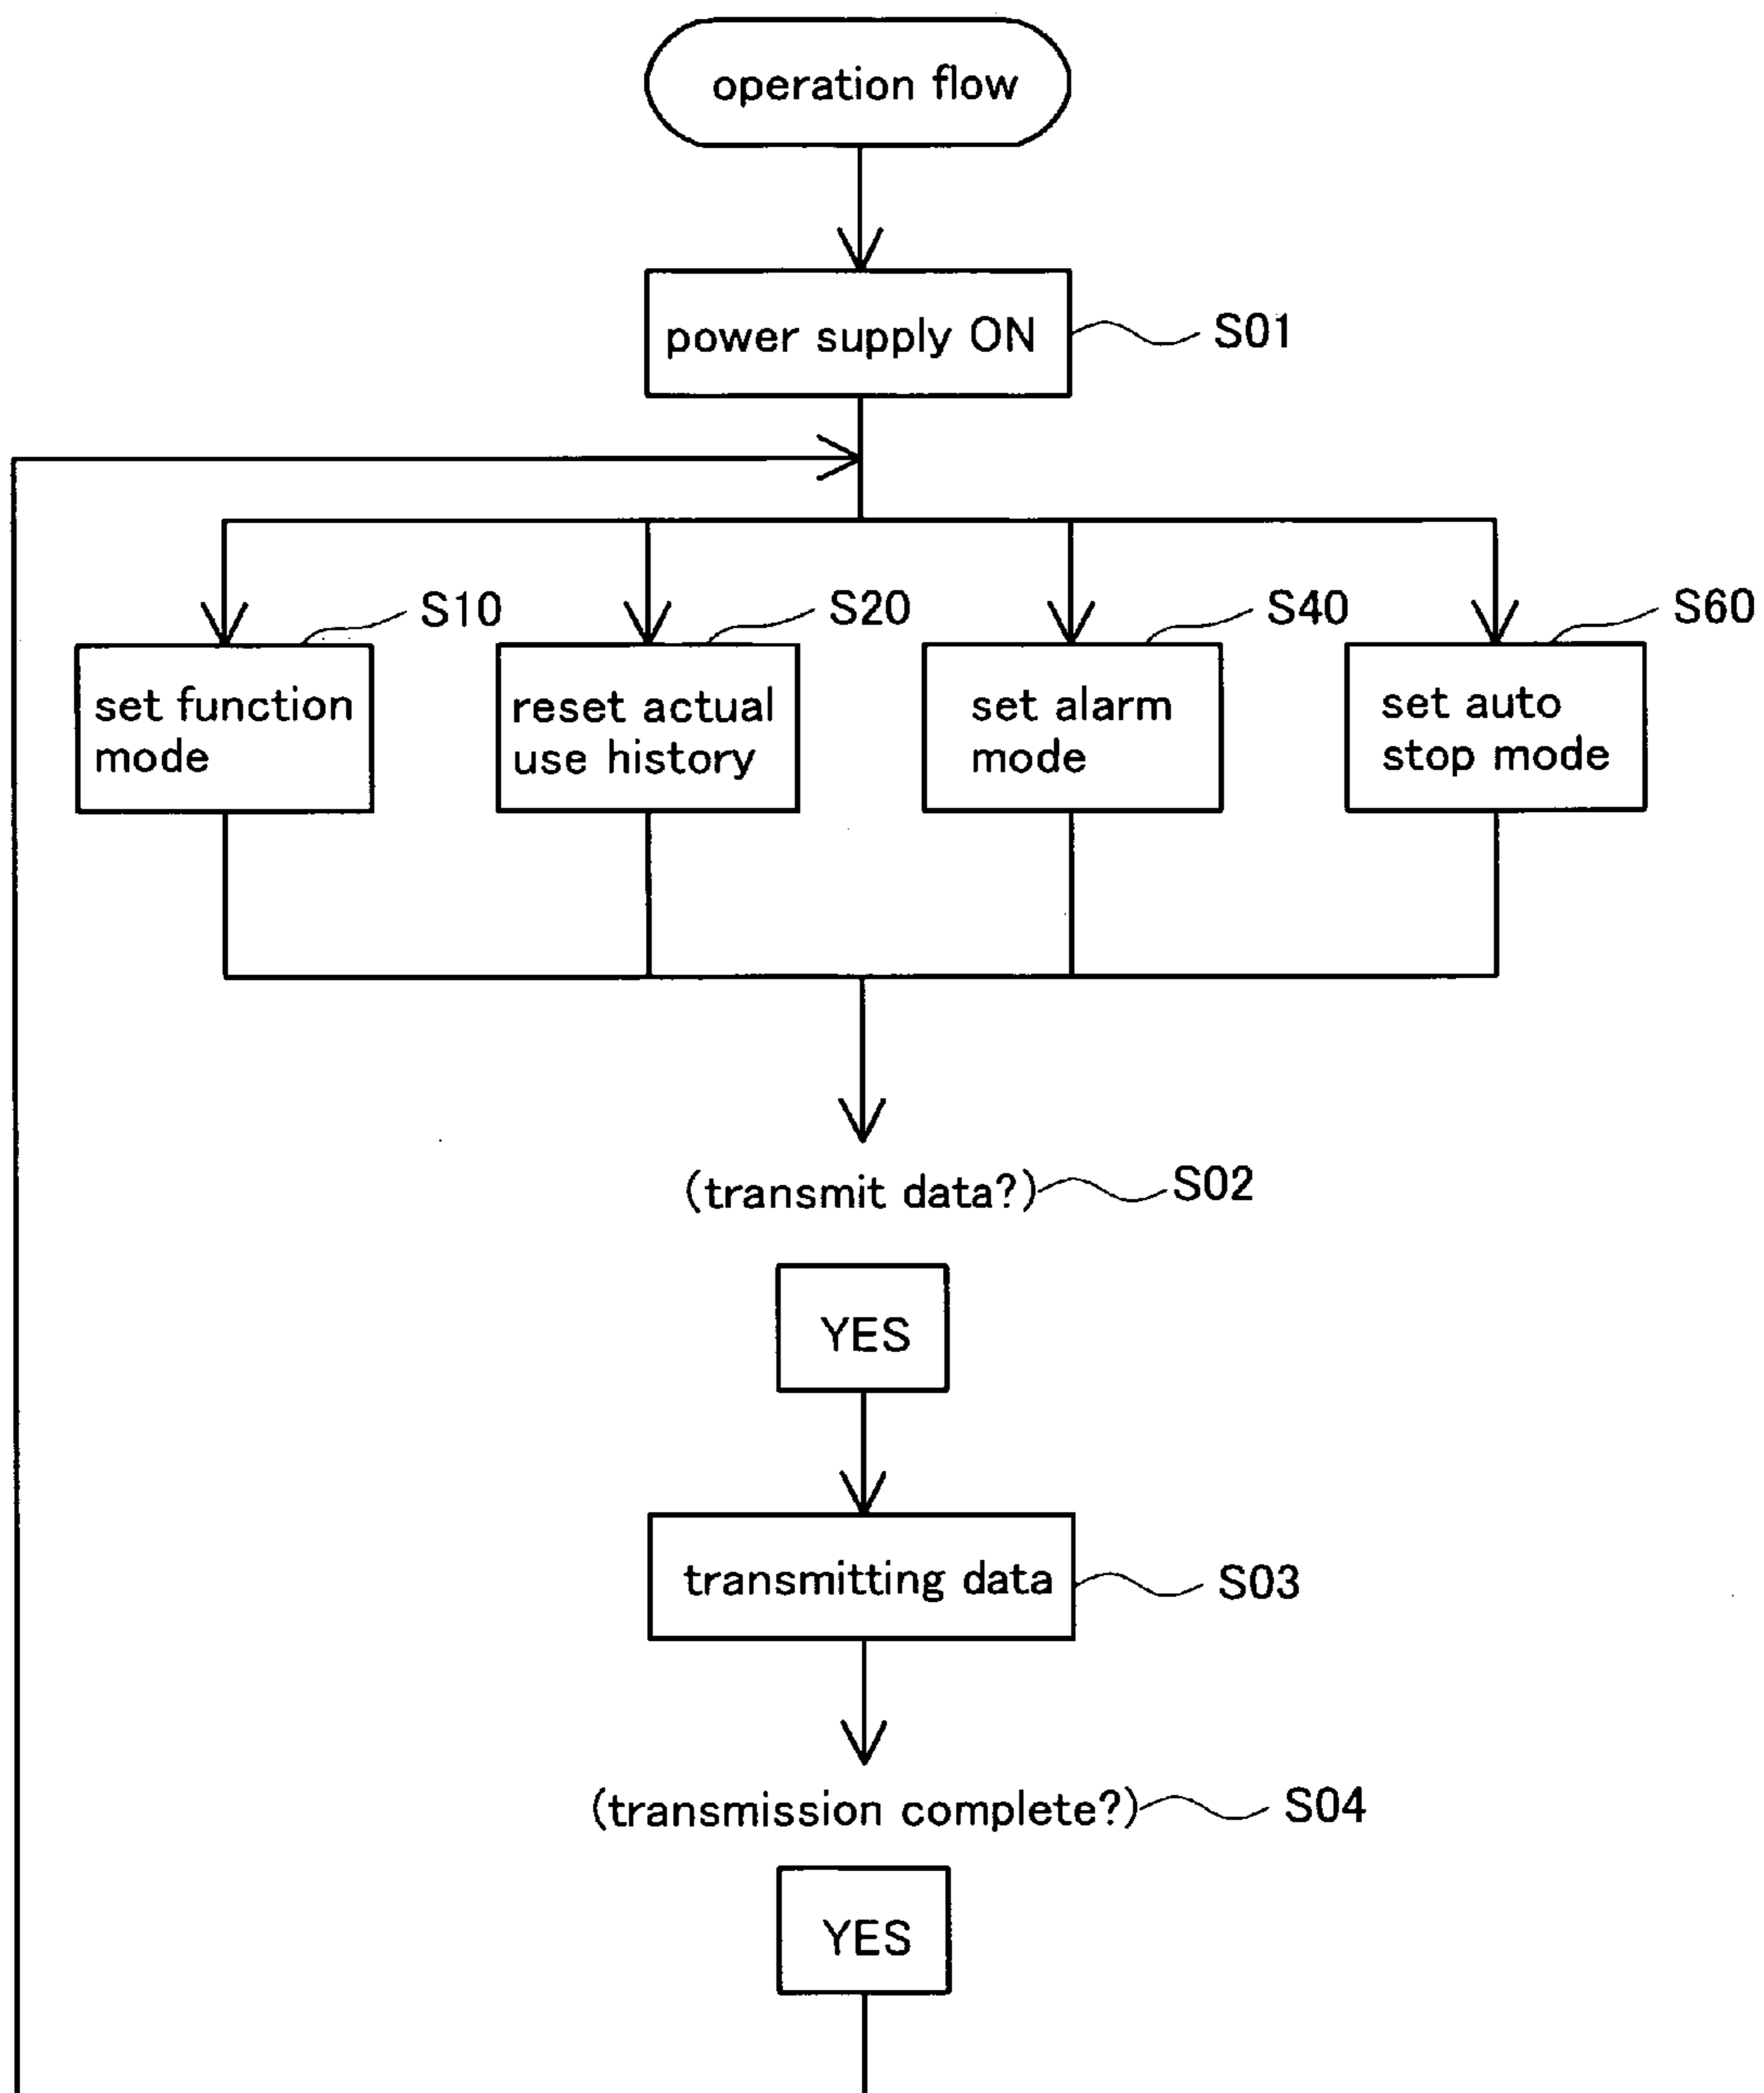 operation flow
power supply ON
S01
S10
S20
S40
S60
set function
mode
reset actual
use history
set alarm
mode
set auto
stop mode
(transmit data?)
S02
YES
transmitting data
S03
(transmission complete?)
S04
YES